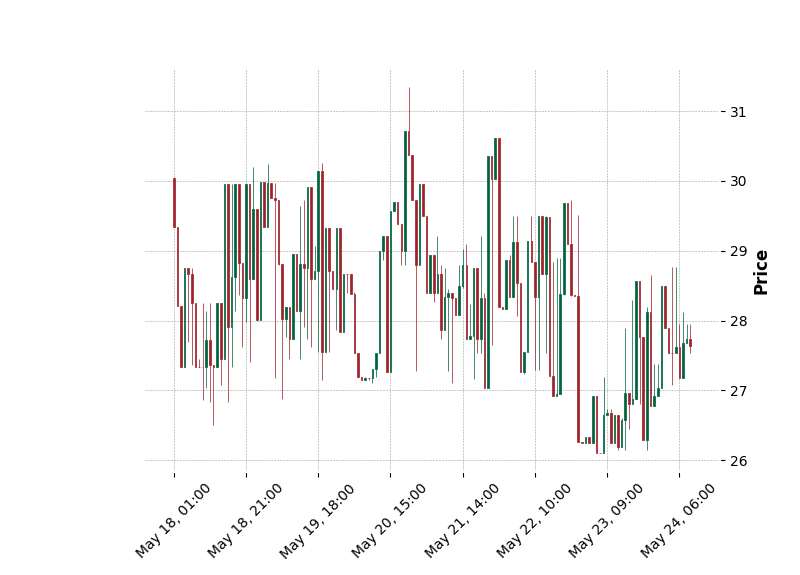 31
30
29
28
27
26
Price
May 18, 01:00
May 18, 21:00
May 19, 18:00
May 20, 15:00
May 21, 14:00
May 22, 10:00
May 23, 09:00
May 24, 06:00